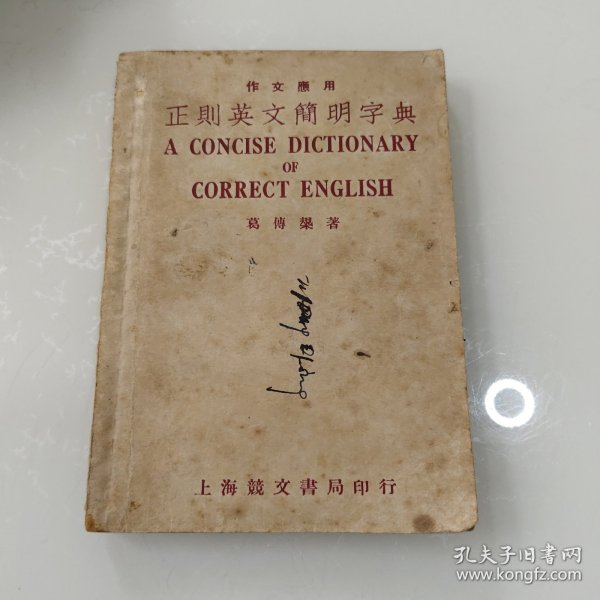 作文應用
正則英文簡明字典
A CONCISE DICTIONARY
OF
CORRECT ENGLISH
葛傳槼著
上海競文書局印行
孔夫子旧书网
www.kongfz.com